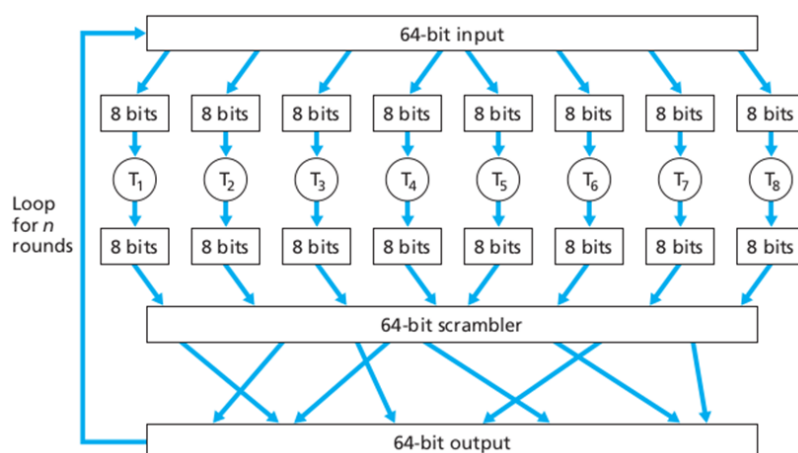 64-bit input
8 bits 8 bits 8 bits 8 bits 8 bits 8 bits 8 bits 8 bits
T1 T2 T3 T4 T5 T6 T7 T8
Loop
for n
rounds
8 bits 8 bits 8 bits 8 bits 8 bits 8 bits 8 bits 8 bits
64-bit scrambler
64-bit output